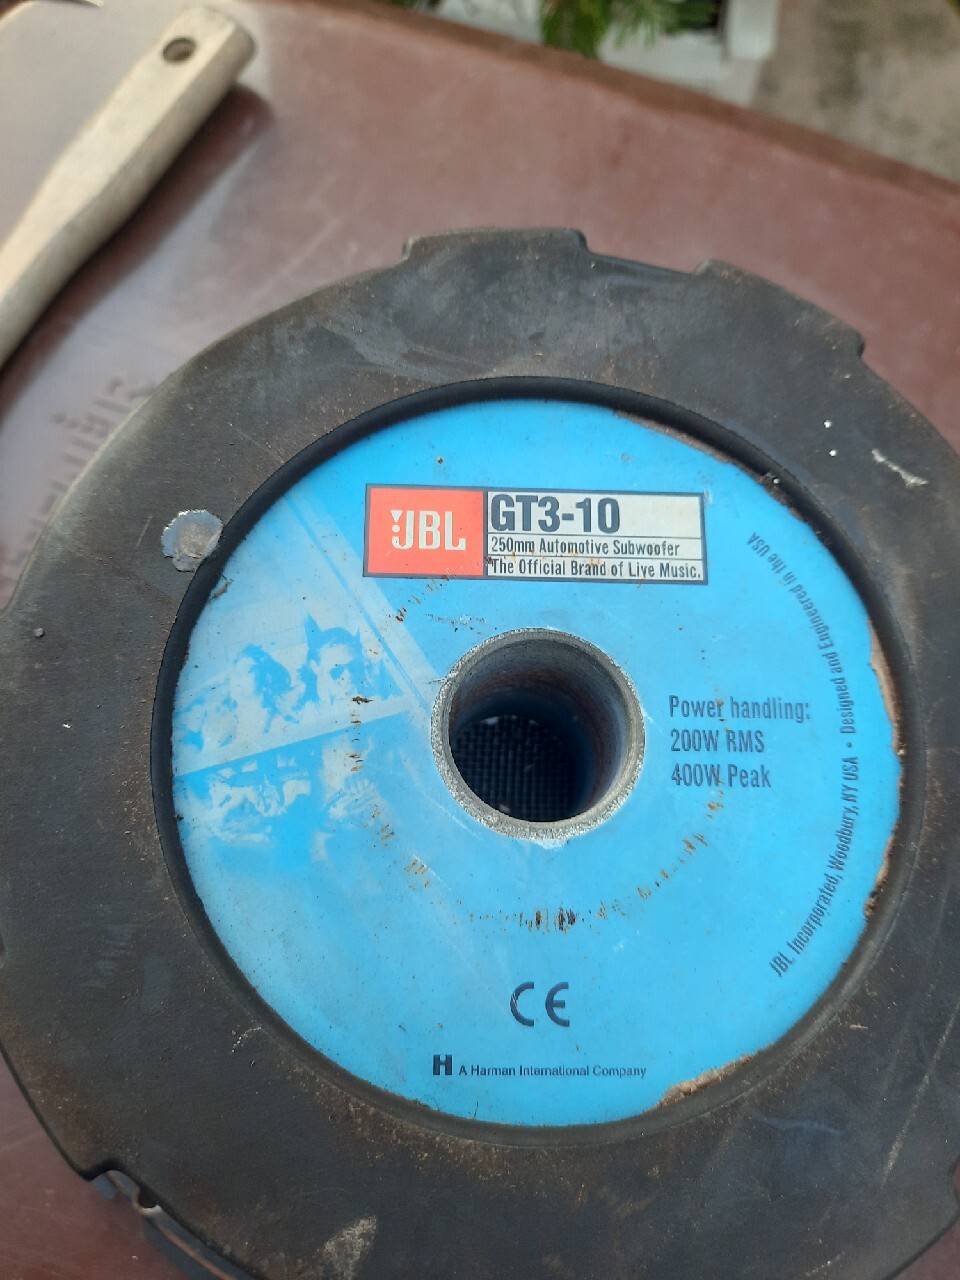 JBL
GT3-10
250mm Automotive Subwoofer
The Official Brand of Live Music.
Power handling:
200W RMS
400W Peak
JBL Incorporated, Woodbury, NY USA • Designed and Engineered in the USA
CE
H A Harman International Company